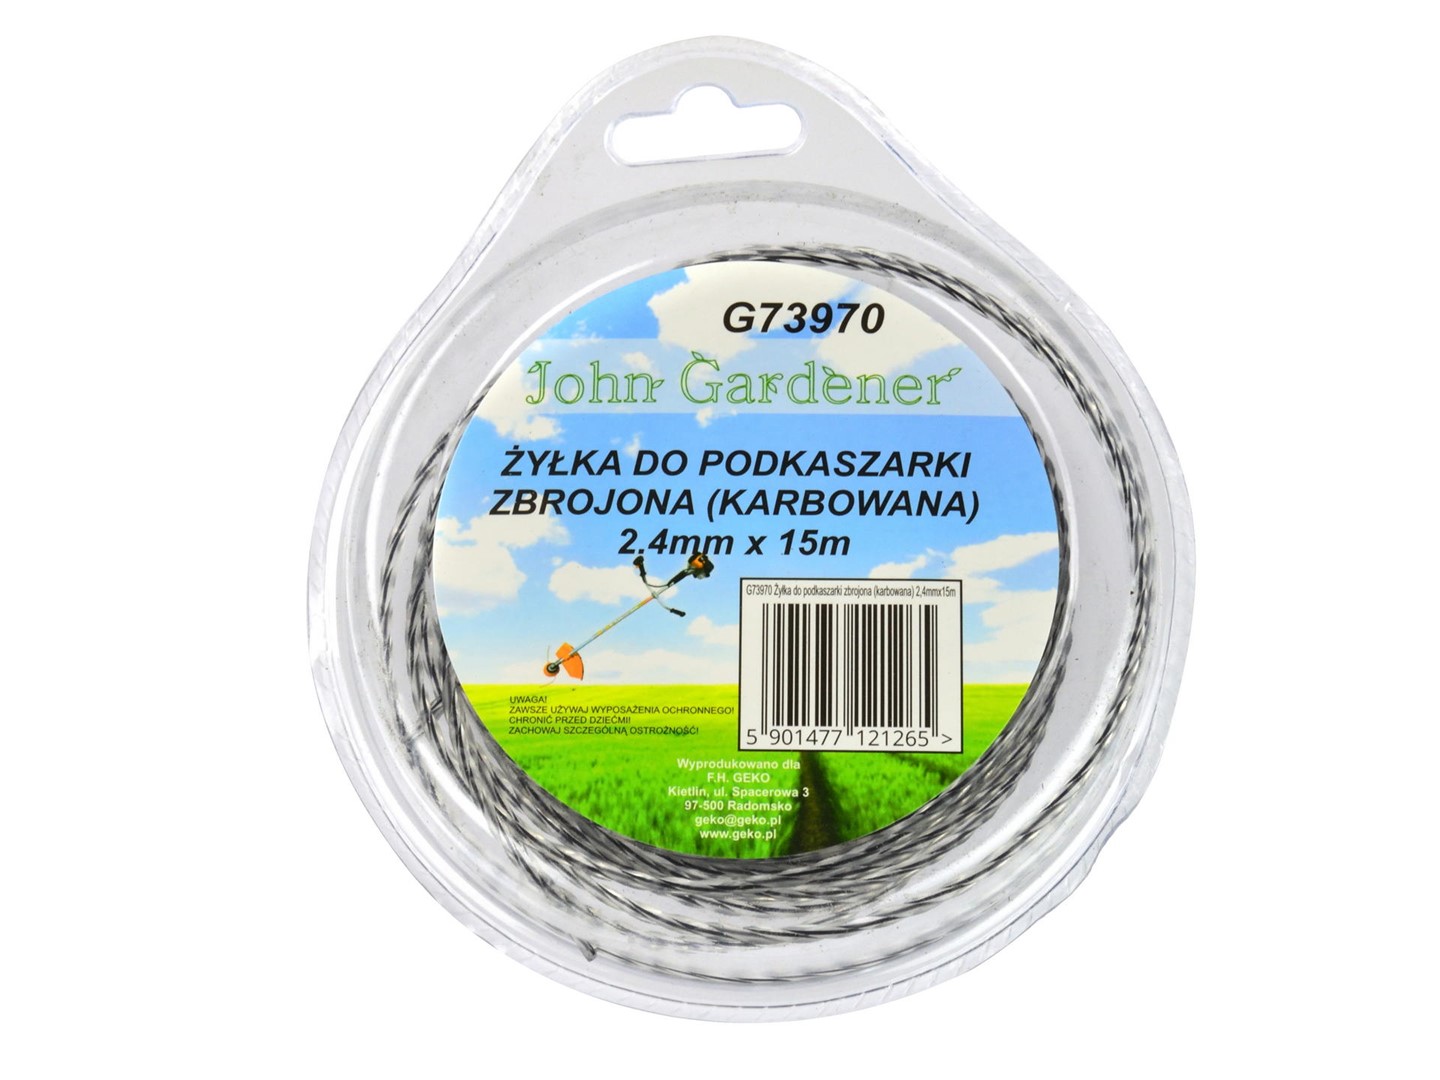 G73970
John Gardener
ŻYŁKA DO PODKASZARKI
ZBROJONA (KARBOWANA)
2.4mm x 15m
G73970 Żyłka do podkaszarki zbrojona (karbowana) 2,4mmx15m
5 901477 121265 >
UWAGA!
ZAWSZE UŻYWAJ WYPOSAŻENIA OCHRONNEGO!
CHRONIĆ PRZED DZIEĆMI!
ZACHOWAJ SZCZEGÓLNĄ OSTROŻNOŚĆ!
Wyprodukowano dla
F.H. GEKO
Kietlin, ul. Spacerowa 3
97-500 Radomsko
geko@geko.pl
www.geko.pl